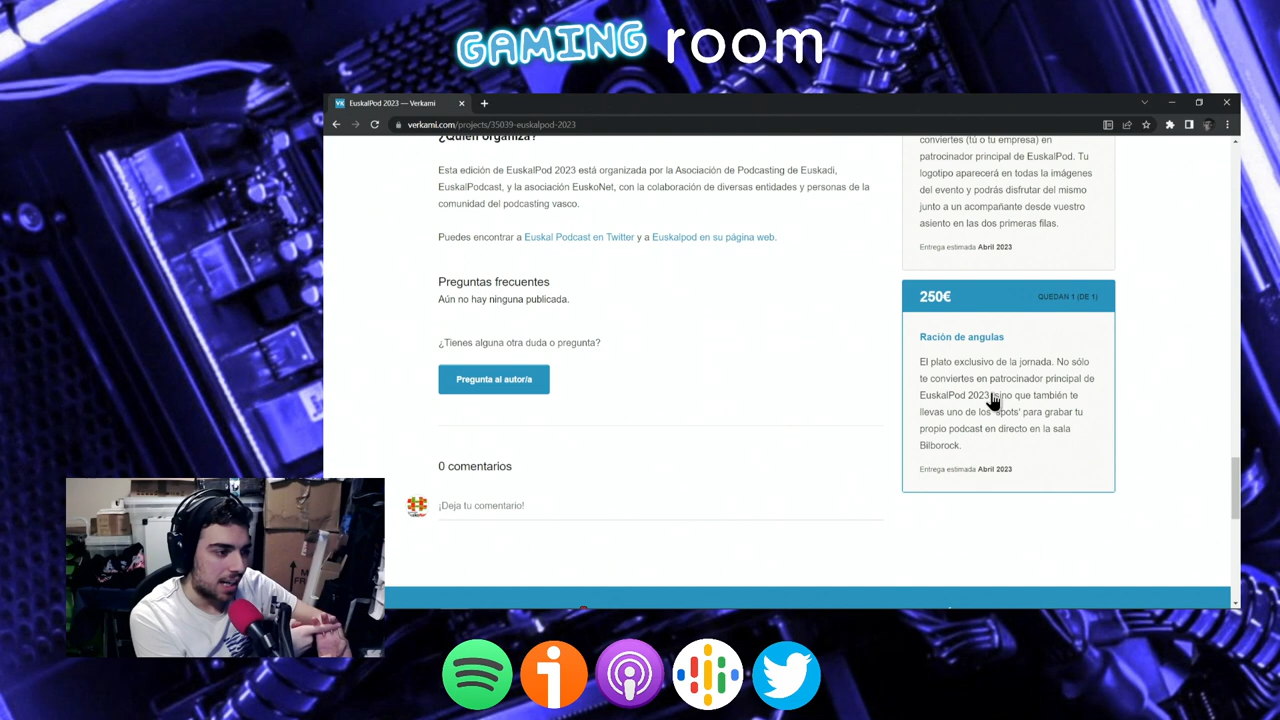 GAMING room
EuskalPod 2023 — Verkami
verkami.com/projects/35039-euskalpod-2023
¿Quién organiza?
Esta edición de EuskalPod 2023 está organizada por la Asociación de Podcasting de Euskadi,
EuskalPodcast, y la asociación EuskoNet, con la colaboración de diversas entidades y personas de la
comunidad del podcasting vasco.
Puedes encontrar a Euskal Podcast en Twitter y a Euskalpod en su página web.
Preguntas frecuentes
Aún no hay ninguna publicada.
¿Tienes alguna otra duda o pregunta?
Pregunta al autor/a
0 comentarios
¡Deja tu comentario!
conviertes (tú o tu empresa) en
patrocinador principal de EuskalPod. Tu
logotipo aparecerá en todas la imágenes
del evento y podrás disfrutar del mismo
junto a un acompañante desde vuestro
asiento en las dos primeras filas.
Entrega estimada Abril 2023
250€ QUEDAN 1 (DE 1)
Ración de angulas
El plato exclusivo de la jornada. No sólo
te conviertes en patrocinador principal de
EuskalPod 2023, sino que también te
llevas uno de los 'spots' para grabar tu
propio podcast en directo en la sala
Bilborock.
Entrega estimada Abril 2023